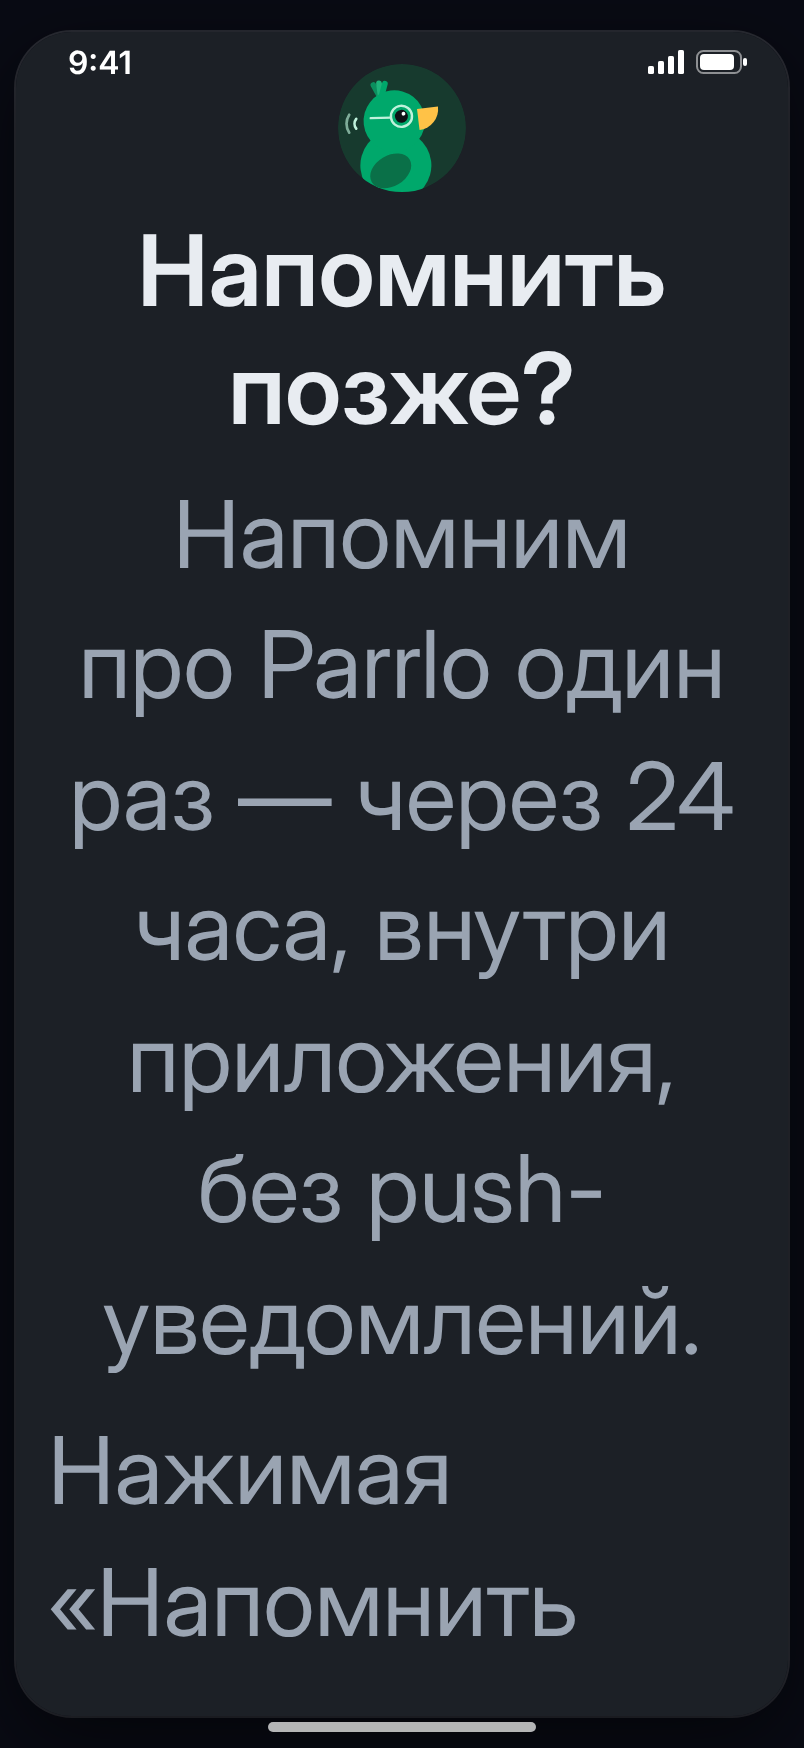 9:41
Напомнить
позже?
Напомним
про Parrlo один
раз — через 24
часа, внутри
приложения,
без push-
уведомлений.
Нажимая
«Напомнить